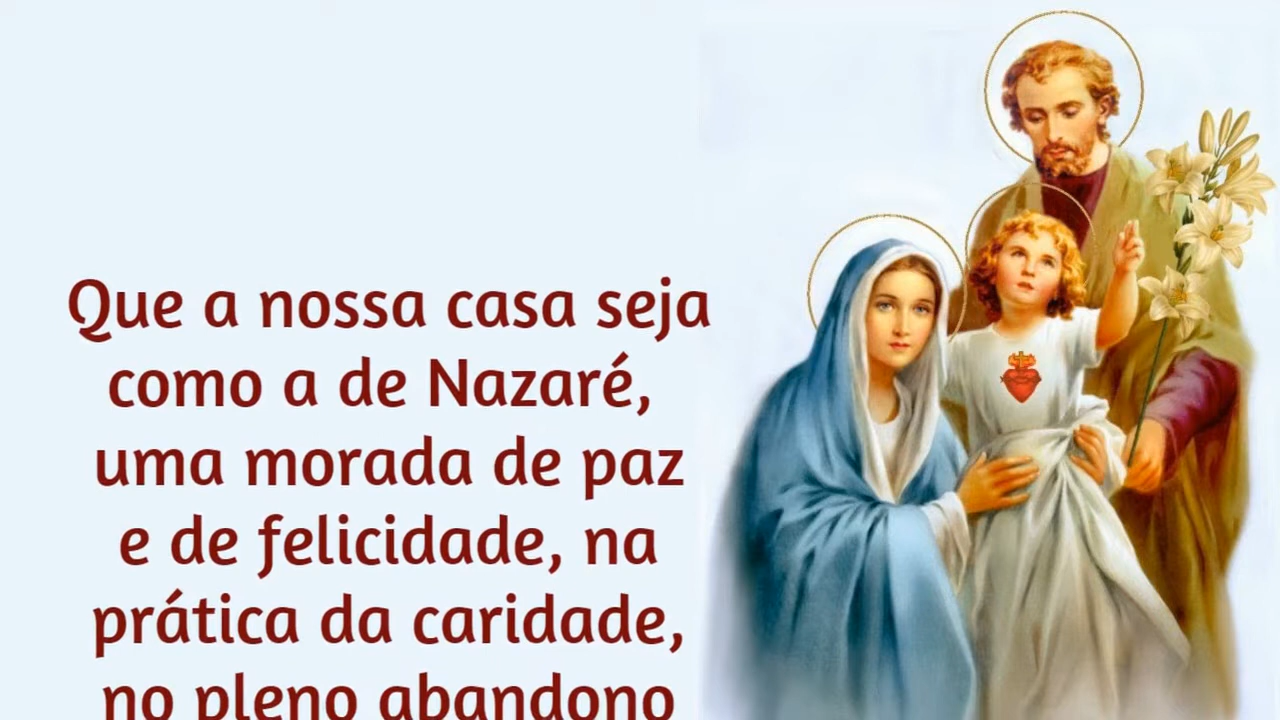 Que a nossa casa seja
como a de Nazaré,
uma morada de paz
e de felicidade, na
prática da caridade,
no pleno abandono